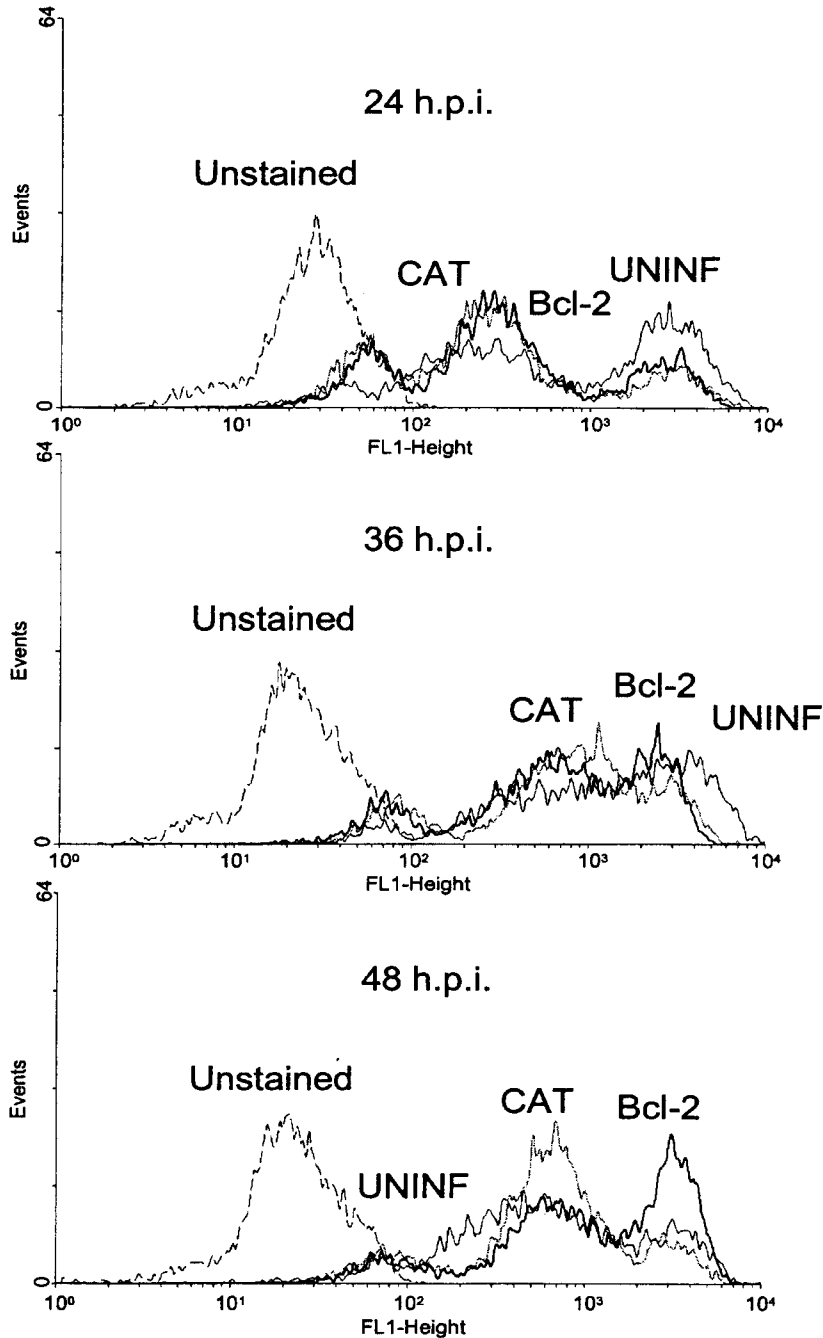 64
24 h.p.i.
Unstained
CAT
UNINF
Bcl-2
Events
0
10⁰ 10¹ 10² 10³ 10⁴
FL1-Height
64
36 h.p.i.
Unstained
Bcl-2
CAT
UNINF
Events
0
10⁰ 10¹ 10² 10³ 10⁴
FL1-Height
64
48 h.p.i.
Unstained
CAT
Bcl-2
UNINF
Events
0
10⁰ 10¹ 10² 10³ 10⁴
FL1-Height